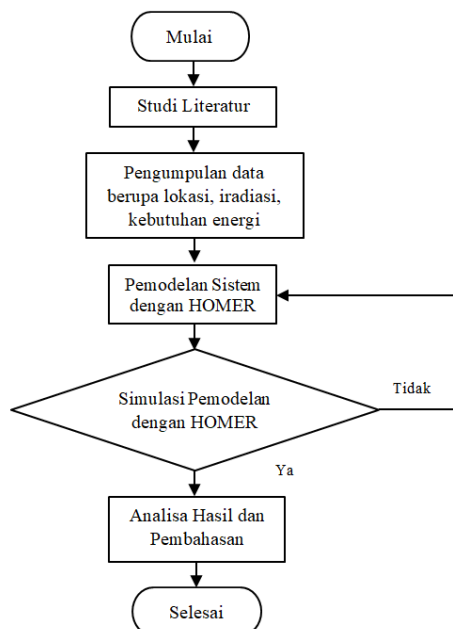 Mulai
Studi Literatur
Pengumpulan data
berupa lokasi, iradiasi,
kebutuhan energi
Pemodelan Sistem
dengan HOMER
Simulasi Pemodelan
dengan HOMER
Tidak
Ya
Analisa Hasil dan
Pembahasan
Selesai